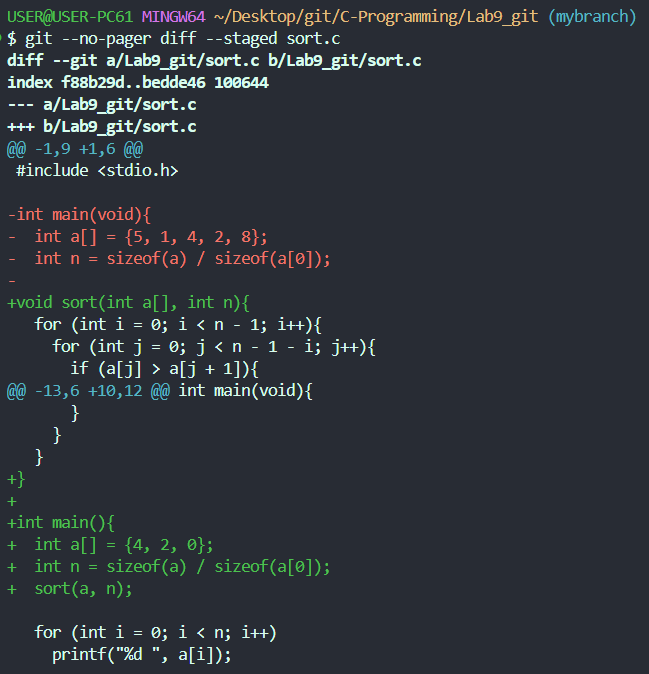 USER@USER-PC61 MINGW64 ~/Desktop/git/C-Programming/Lab9_git (mybranch)
$ git --no-pager diff --staged sort.c
diff --git a/Lab9_git/sort.c b/Lab9_git/sort.c
index f88b29d..bedde46 100644
--- a/Lab9_git/sort.c
+++ b/Lab9_git/sort.c
@@ -1,9 +1,6 @@
 #include <stdio.h>

-int main(void){
-  int a[] = {5, 1, 4, 2, 8};
-  int n = sizeof(a) / sizeof(a[0]);
-
+void sort(int a[], int n){
   for (int i = 0; i < n - 1; i++){
     for (int j = 0; j < n - 1 - i; j++){
       if (a[j] > a[j + 1]){
@@ -13,6 +10,12 @@ int main(void){
       }
     }
   }
+}
+
+int main(){
+  int a[] = {4, 2, 0};
+  int n = sizeof(a) / sizeof(a[0]);
+  sort(a, n);

   for (int i = 0; i < n; i++)
     printf("%d ", a[i]);